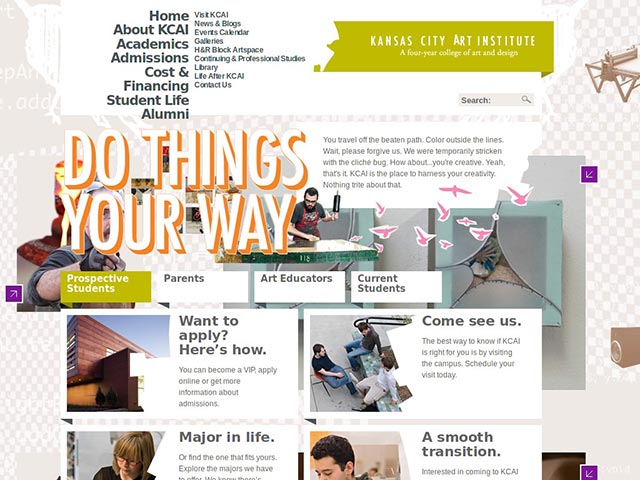 Home
About KCAI
Academics
Admissions
Cost &
Financing
Student Life
Alumni
Visit KCAI
News & Blogs
Events Calendar
Galleries
H&R Block Artspace
Continuing & Professional Studies
Library
Life After KCAI
Contact Us
KANSAS CITY ART INSTITUTE
A four-year college of art and design
Search:
DO THINGS
YOUR WAY
You travel off the beaten path. Color outside the lines.
Wait, please forgive us. We were temporarily stricken
with the cliché bug. How about...you're creative. Yeah,
that's it. KCAI is the place to harness your creativity.
Nothing trite about that.
118
Prospective
Students
Parents
Art Educators
Current
Students
Want to
apply?
Here's how.
You can become a VIP, apply
online or get more
information about
admissions.
Come see us.
The best way to know if KCAI
is right for you is by visiting
the campus. Schedule your
visit today.
Major in life.
Or find the one that fits yours.
Explore the majors we have
to offer. We know there's
A smooth
transition.
Interested in coming to KCAI